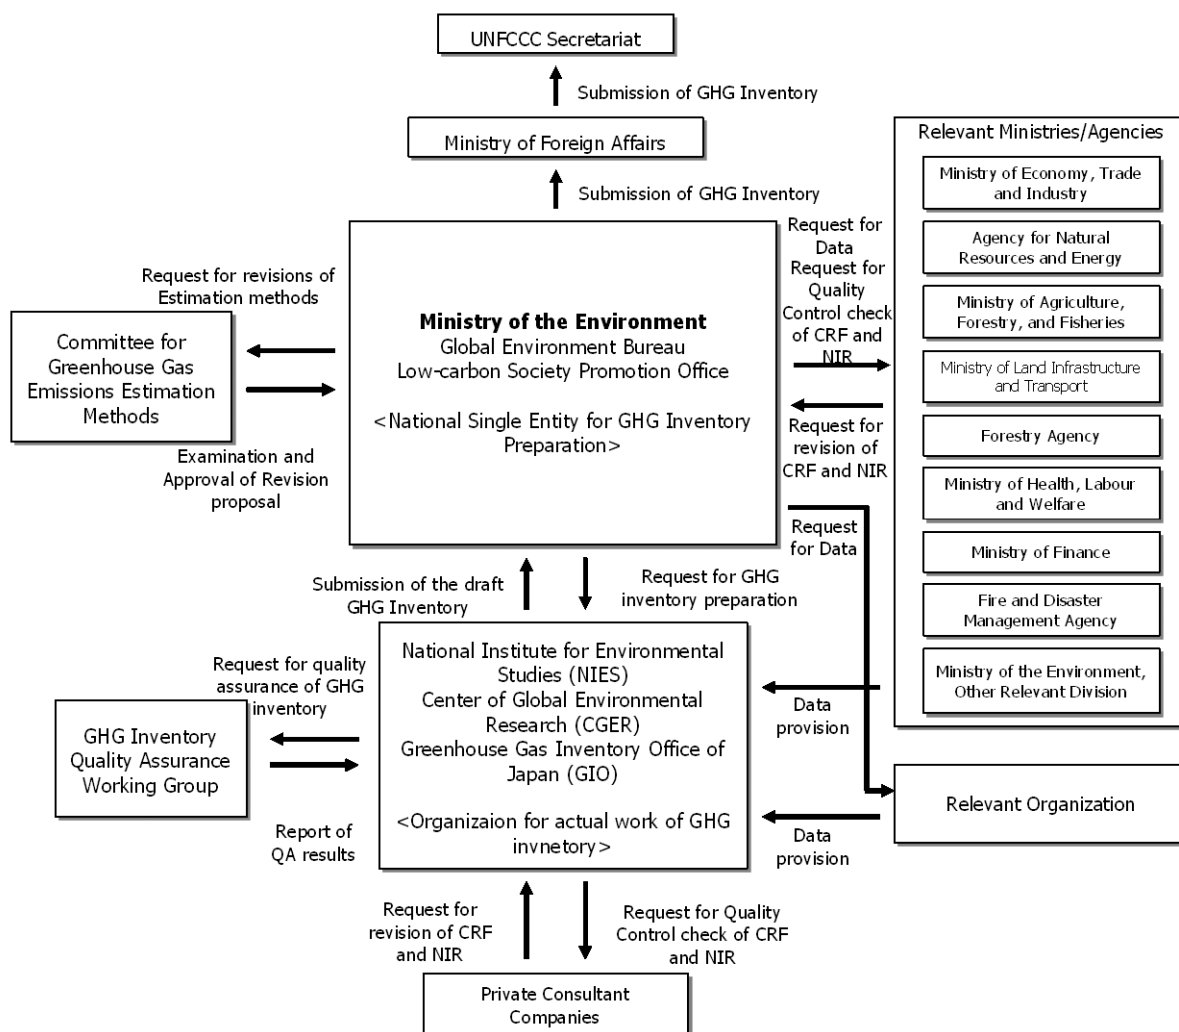 UNFCCC Secretariat
Submission of GHG Inventory
Ministry of Foreign Affairs
Submission of GHG Inventory
Request for revisions of
Estimation methods
Committee for
Greenhouse Gas
Emissions Estimation
Methods
Examination and
Approval of Revision
proposal
Ministry of the Environment
Global Environment Bureau
Low-carbon Society Promotion Office
<National Single Entity for GHG Inventory
Preparation>
Request for
Data
Request for
Quality
Control check
of CRF and
NIR
Request for
revision of
CRF and NIR
Request
for Data
Relevant Ministries/Agencies
Ministry of Economy, Trade
and Industry
Agency for Natural
Resources and Energy
Ministry of Agriculture,
Forestry, and Fisheries
Ministry of Land Infrastructure
and Transport
Forestry Agency
Ministry of Health, Labour
and Welfare
Ministry of Finance
Fire and Disaster
Management Agency
Ministry of the Environment,
Other Relevant Division
Submission of the draft
GHG Inventory
Request for GHG
inventory preparation
Request for quality
assurance of GHG
inventory
GHG Inventory
Quality Assurance
Working Group
Report of
QA results
National Institute for Environmental
Studies (NIES)
Center of Global Environmental
Research (CGER)
Greenhouse Gas Inventory Office of
Japan (GIO)
<Organizaion for actual work of GHG
invnetory>
Data
provision
Relevant Organization
Data
provision
Request for
revision of CRF
and NIR
Request for Quality
Control check of CRF
and NIR
Private Consultant
Companies